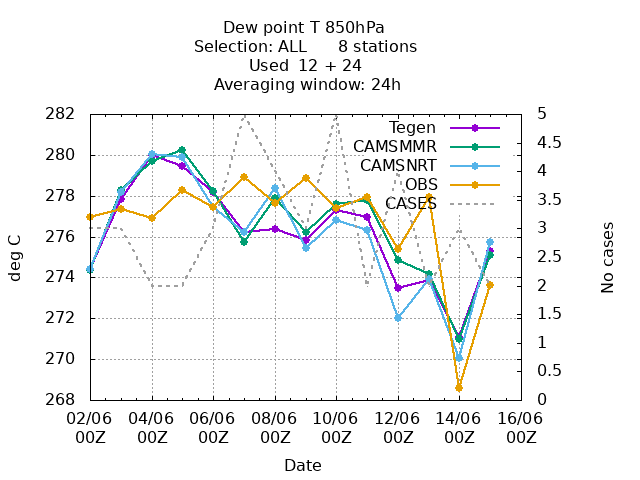 Dew point T 850hPa
Selection: ALL 8 stations
Used 12 + 24
Averaging window: 24h
282
280
278
276
274
272
270
268
deg C
5
4.5
4
3.5
3
2.5
2
1.5
1
0.5
0
No cases
Tegen
CAMSMMR
CAMSNRT
OBS
CASES
02/06 04/06 06/06 08/06 10/06 12/06 14/06 16/06
00Z 00Z 00Z 00Z 00Z 00Z 00Z 00Z
Date